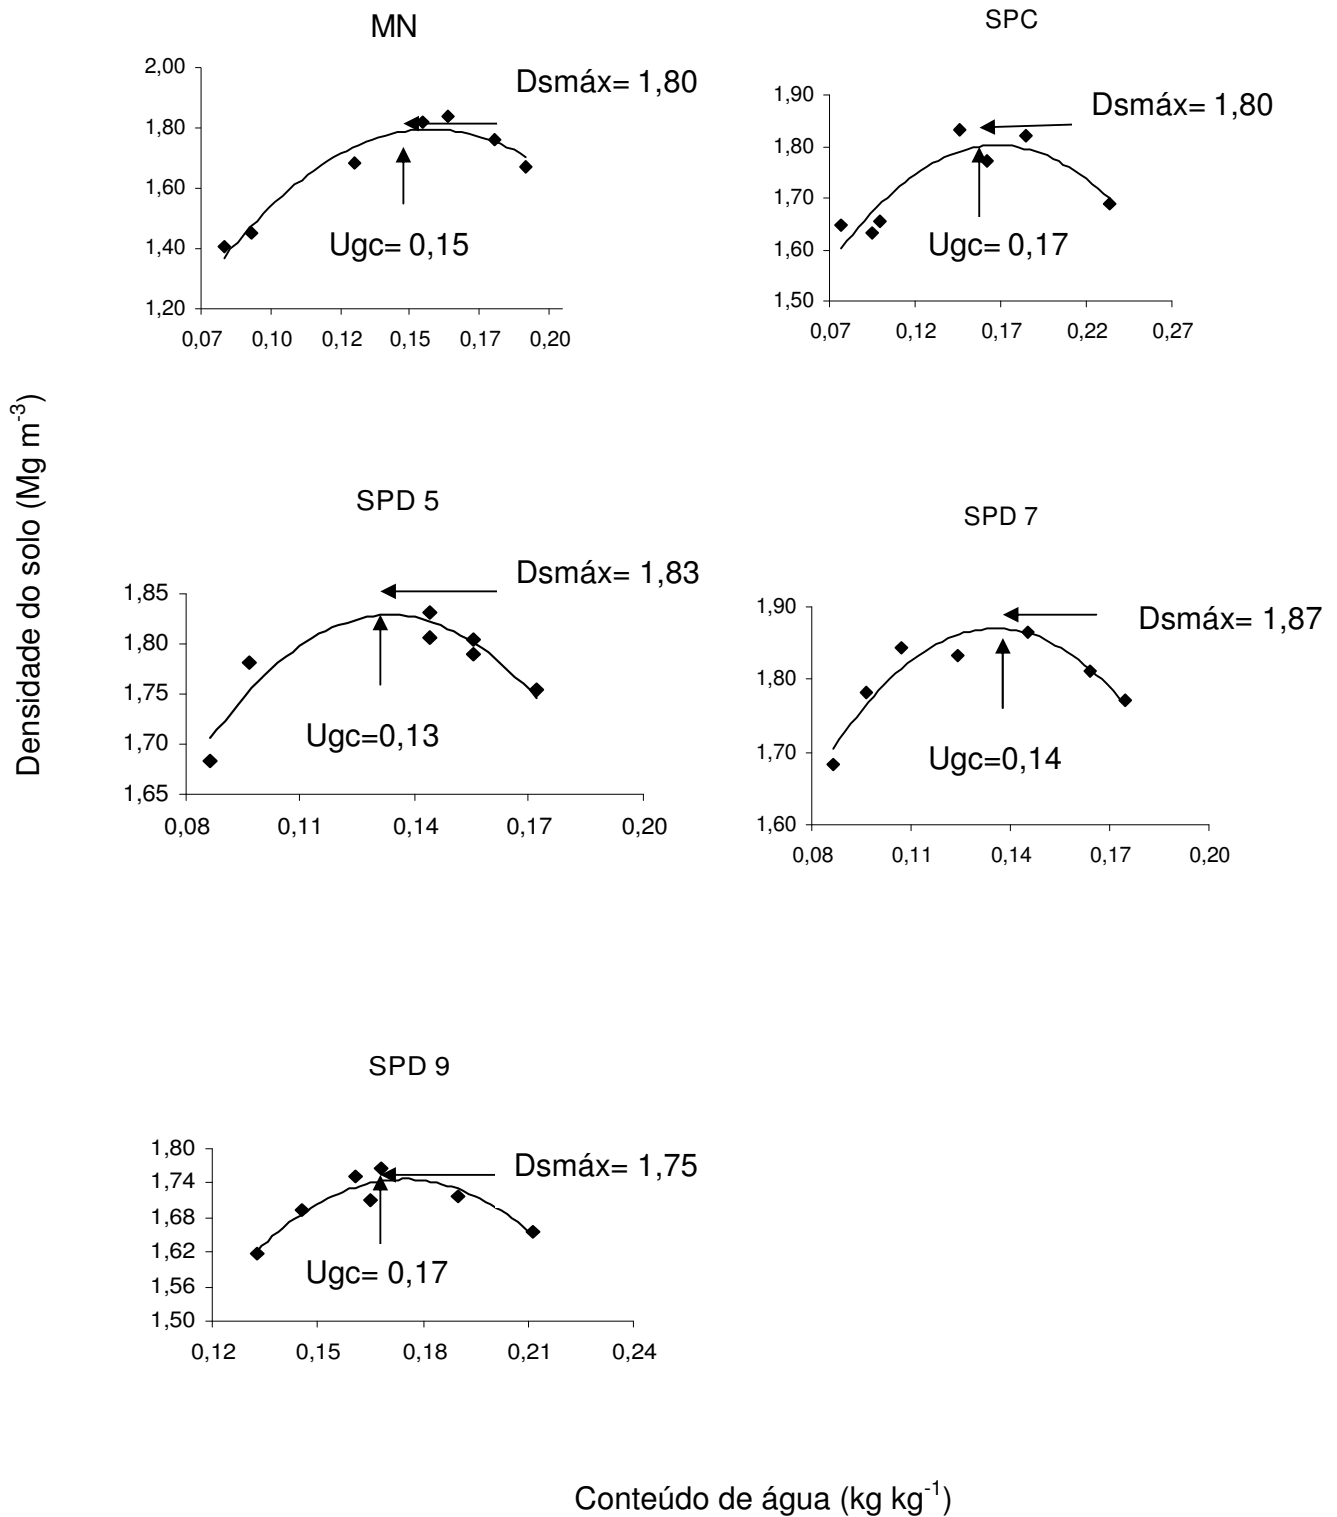 MN
2,00
1,80
1,60
1,40
1,20
0,07 0,10 0,12 0,15 0,17 0,20
Dsmáx= 1,80
Ugc= 0,15
SPC
1,90
1,80
1,70
1,60
1,50
0,07 0,12 0,17 0,22 0,27
Dsmáx= 1,80
Ugc= 0,17
Densidade do solo (Mg m⁻³)
SPD 5
1,85
1,80
1,75
1,70
1,65
0,08 0,11 0,14 0,17 0,20
Dsmáx= 1,83
Ugc=0,13
SPD 7
1,90
1,80
1,70
1,60
0,08 0,11 0,14 0,17 0,20
Dsmáx= 1,87
Ugc=0,14
SPD 9
1,80
1,74
1,68
1,62
1,56
1,50
0,12 0,15 0,18 0,21 0,24
Dsmáx= 1,75
Ugc= 0,17
Conteúdo de água (kg kg⁻¹)